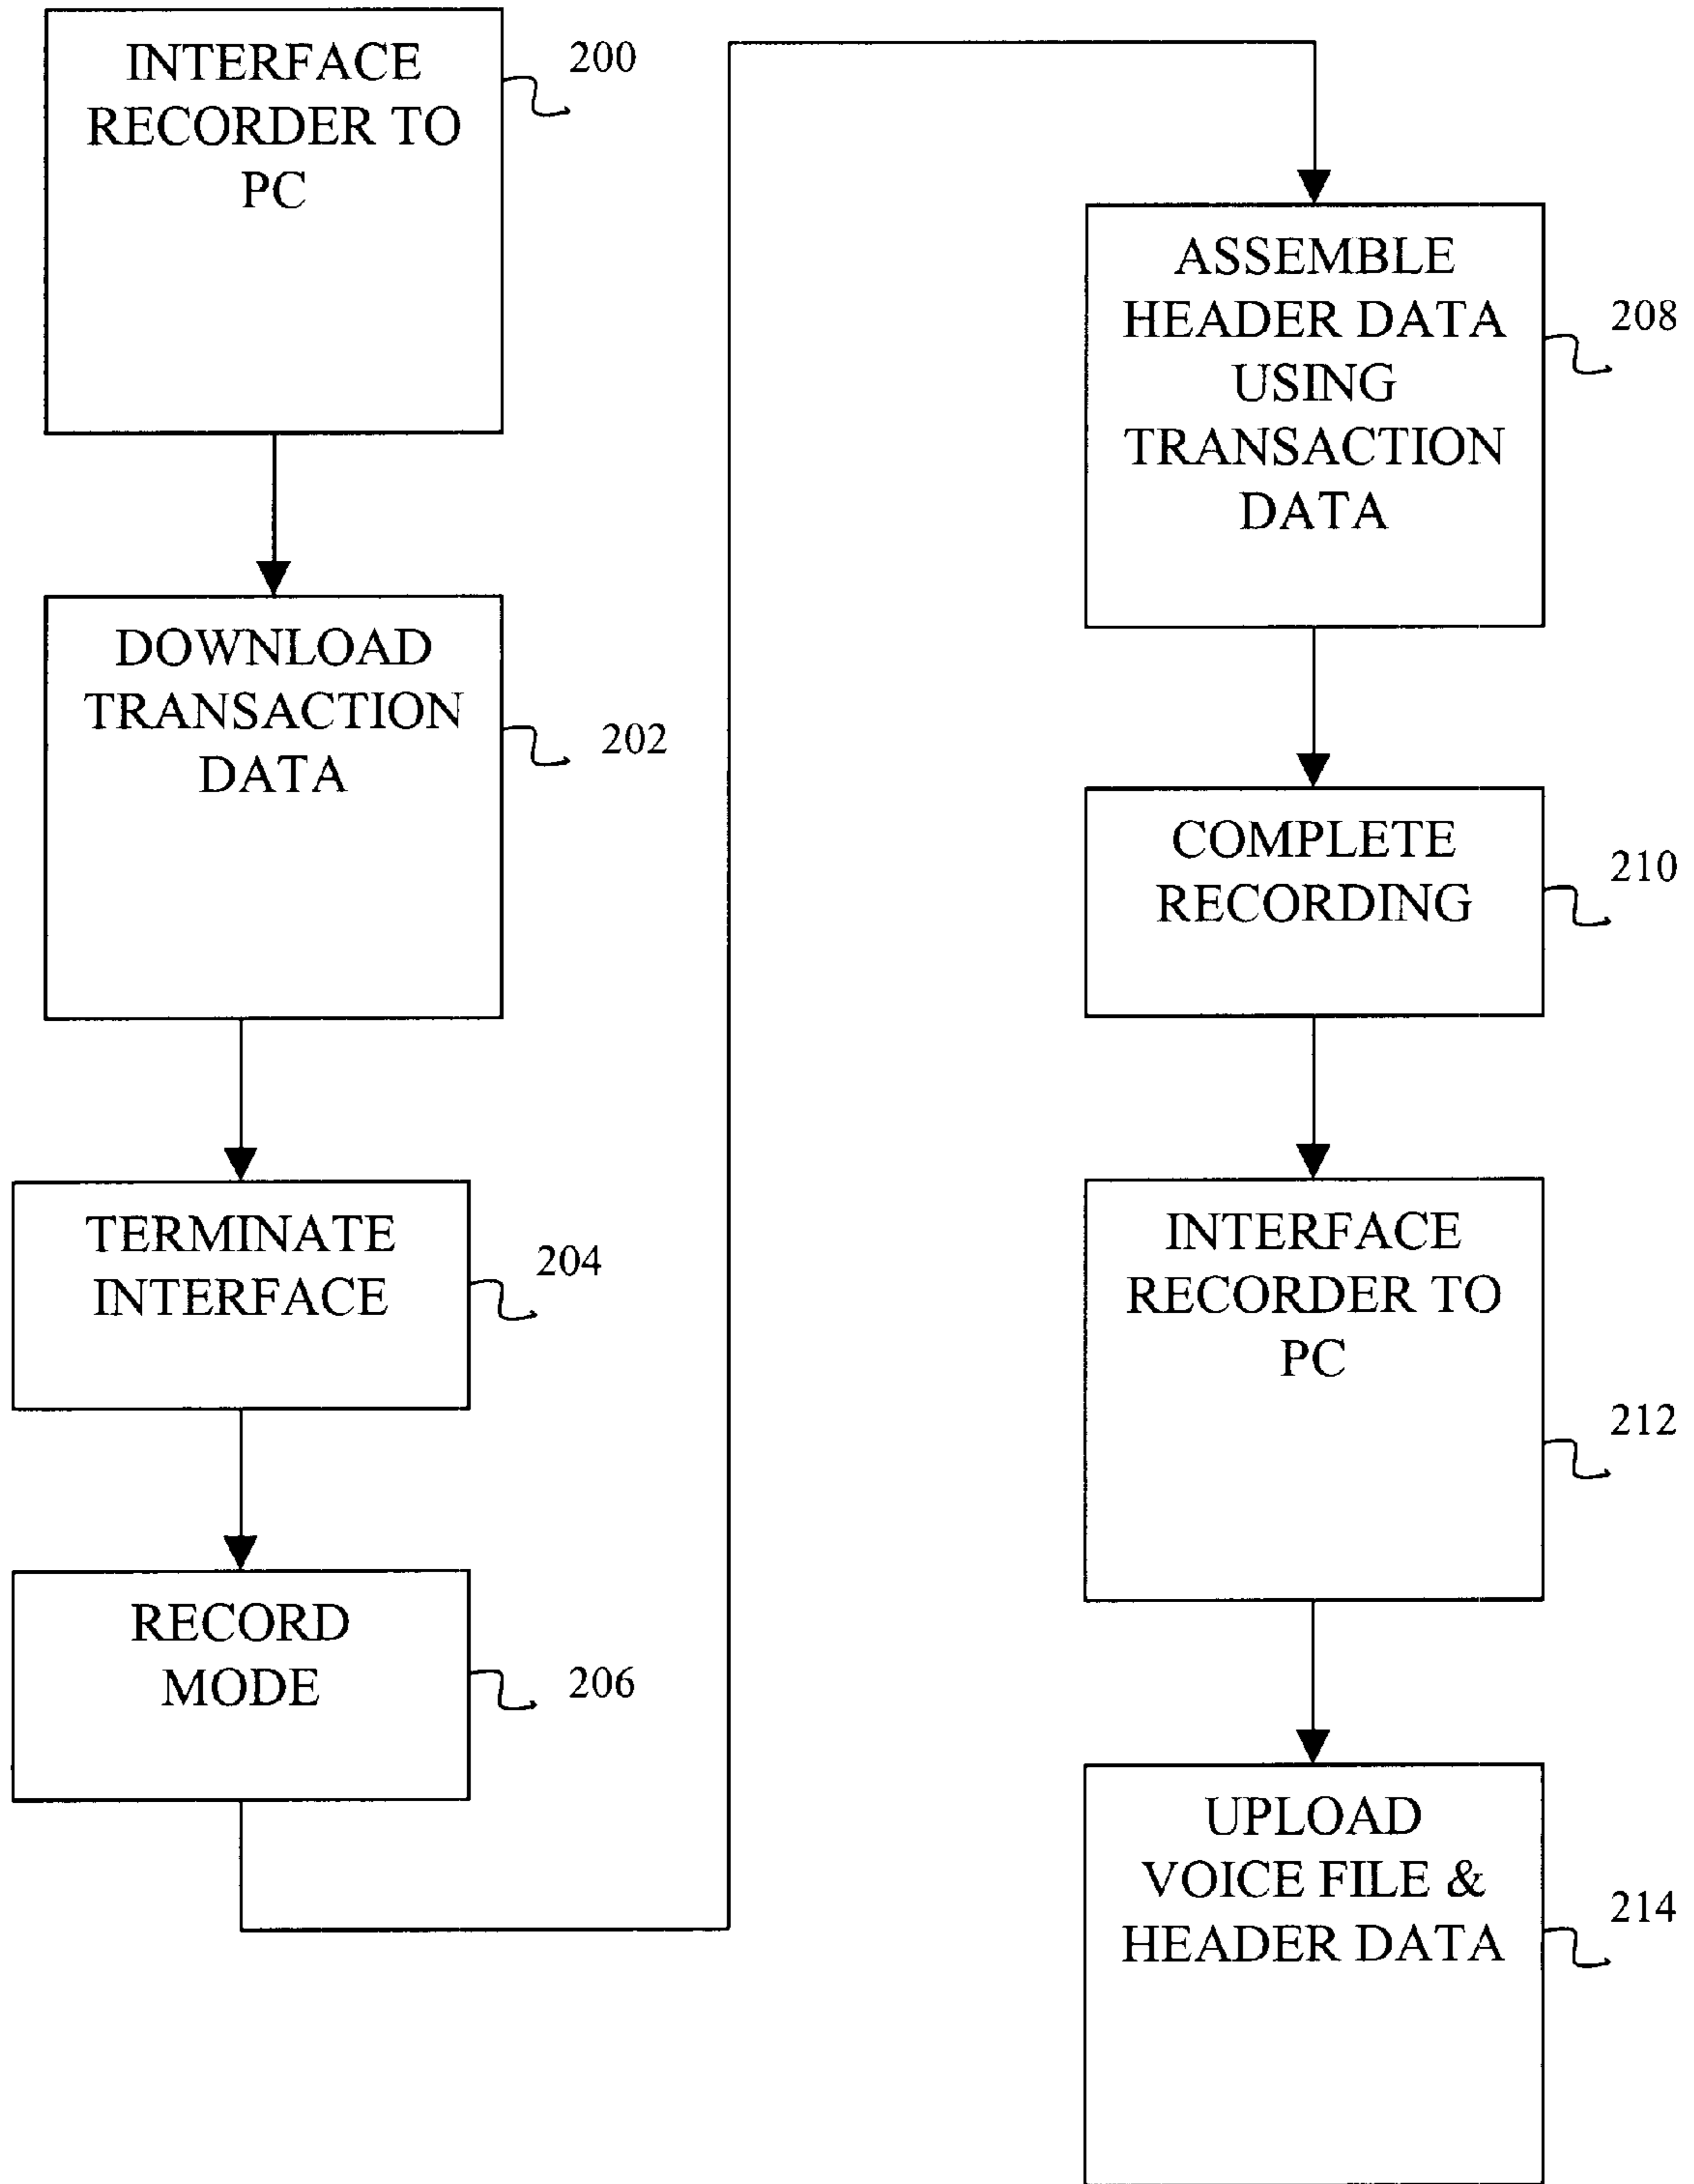 INTERFACE
RECORDER TO
PC
200
DOWNLOAD
TRANSACTION
DATA
202
TERMINATE
INTERFACE
204
RECORD
MODE
206
ASSEMBLE
HEADER DATA
USING
TRANSACTION
DATA
208
COMPLETE
RECORDING
210
INTERFACE
RECORDER TO
PC
212
UPLOAD
VOICE FILE &
HEADER DATA
214